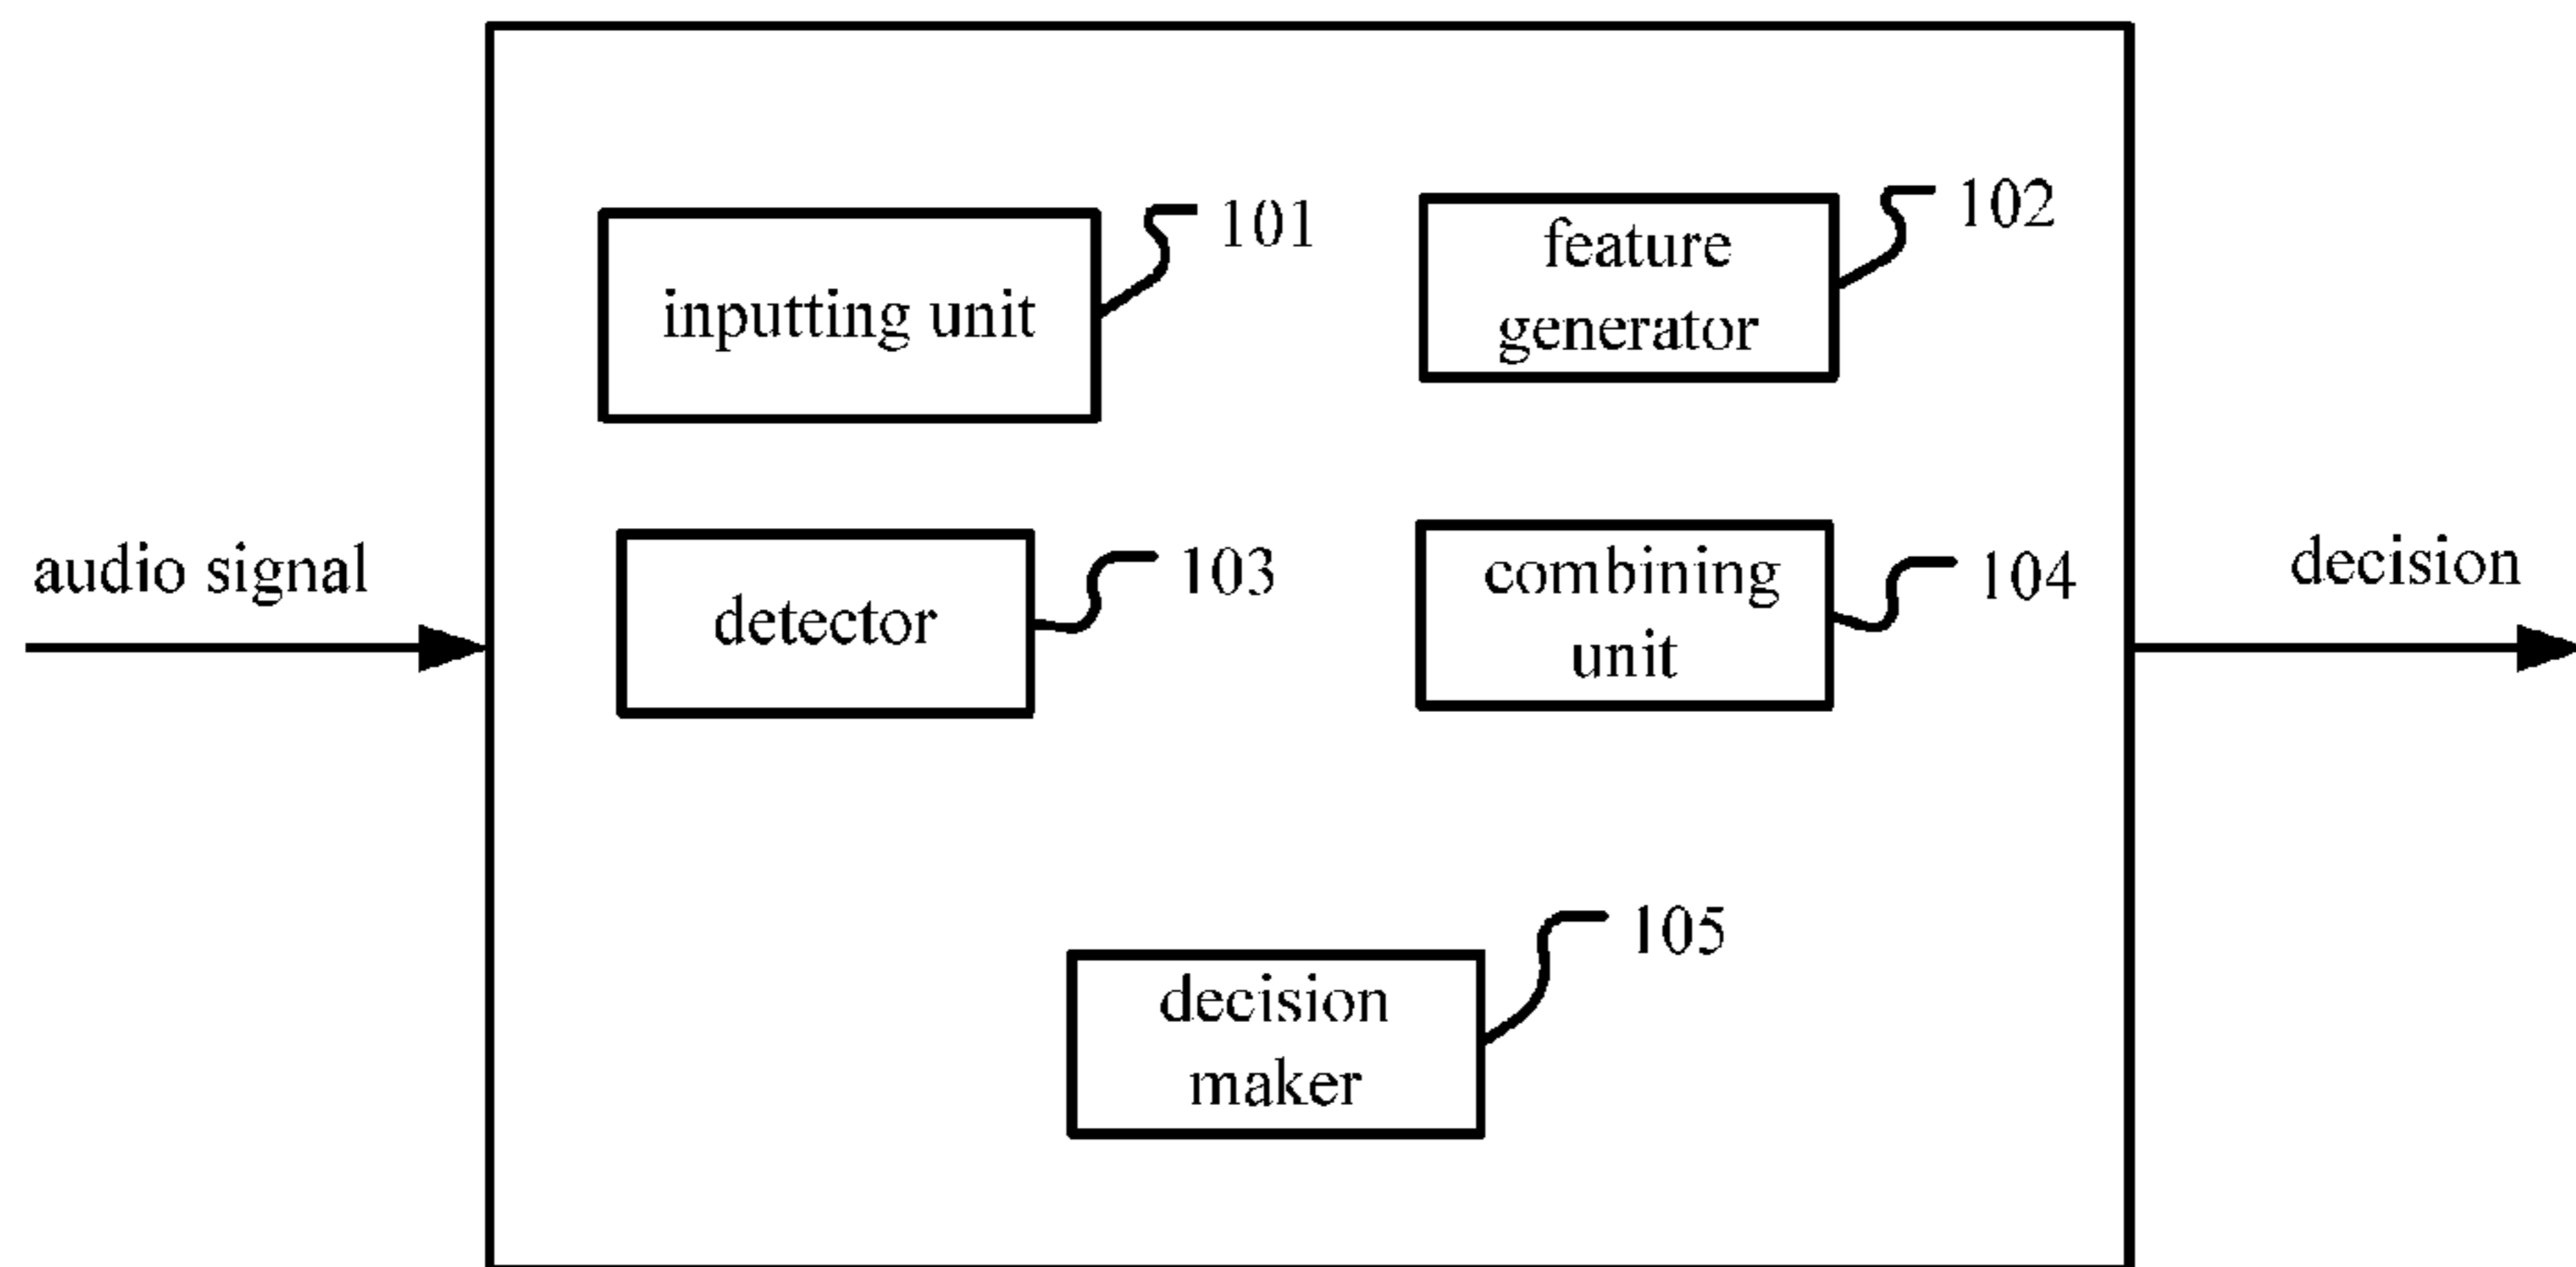 inputting unit
101
feature
generator
102
audio signal
detector
103
combining
unit
104
decision
decision
maker
105